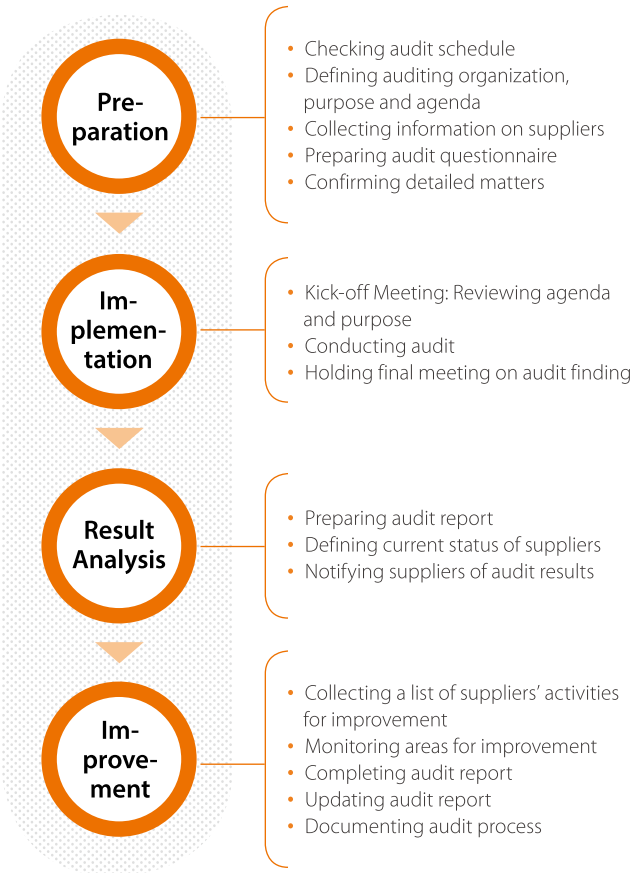 Pre-
paration
• Checking audit schedule
• Defining auditing organization,
purpose and agenda
• Collecting information on suppliers
• Preparing audit questionnaire
• Confirming detailed matters
Im-
plemen-
tation
• Kick-off Meeting: Reviewing agenda
and purpose
• Conducting audit
• Holding final meeting on audit finding
Result
Analysis
• Preparing audit report
• Defining current status of suppliers
• Notifying suppliers of audit results
Im-
prove-
ment
• Collecting a list of suppliers’ activities
for improvement
• Monitoring areas for improvement
• Completing audit report
• Updating audit report
• Documenting audit process